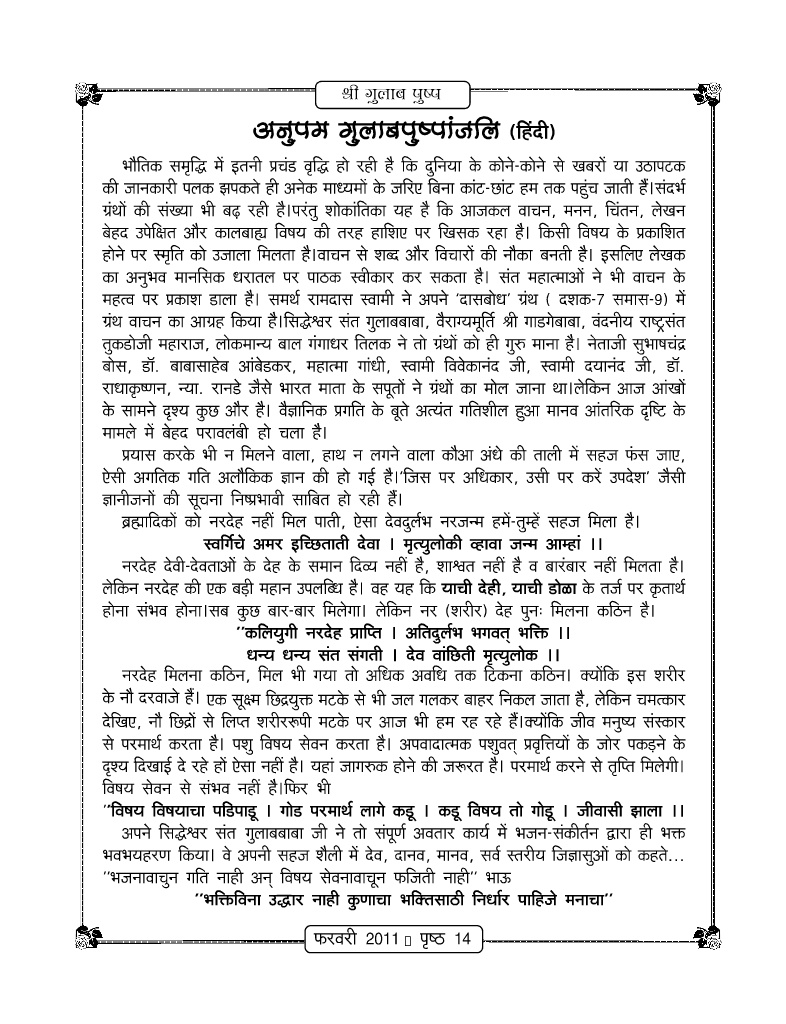 श्री गुलाब पुष्प
अनुपम गुलाबपुष्पांजलि (हिंदी)
भौतिक समृद्धि में इतनी प्रचंड वृद्धि हो रही है कि दुनिया के कोने-कोने से खबरों या उठापटक
की जानकारी पलक झपकते ही अनेक माध्यमों के जरिए बिना कांट-छांट हम तक पहुंच जाती हैं।संदर्भ
ग्रंथों की संख्या भी बढ़ रही है।परंतु शोकांतिका यह है कि आजकल वाचन, मनन, चिंतन, लेखन
बेहद उपेक्षित और कालबाह्य विषय की तरह हाशिए पर खिसक रहा है। किसी विषय के प्रकाशित
होने पर स्मृति को उजाला मिलता है।वाचन से शब्द और विचारों की नौका बनती है। इसलिए लेखक
का अनुभव मानसिक धरातल पर पाठक स्वीकार कर सकता है। संत महात्माओं ने भी वाचन के
महत्व पर प्रकाश डाला है। समर्थ रामदास स्वामी ने अपने 'दासबोध' ग्रंथ ( दशक-7 समास-9) में
ग्रंथ वाचन का आग्रह किया है।सिद्धेश्वर संत गुलाबबाबा, वैराग्यमूर्ति श्री गाडगेबाबा, वंदनीय राष्ट्रसंत
तुकडोजी महाराज, लोकमान्य बाल गंगाधर तिलक ने तो ग्रंथों को ही गुरु माना है। नेताजी सुभाषचंद्र
बोस, डॉ. बाबासाहेब आंबेडकर, महात्मा गांधी, स्वामी विवेकानंद जी, स्वामी दयानंद जी, डॉ.
राधाकृष्णन, न्या. रानडे जैसे भारत माता के सपूतों ने ग्रंथों का मोल जाना था।लेकिन आज आंखों
के सामने दृश्य कुछ और है। वैज्ञानिक प्रगति के बूते अत्यंत गतिशील हुआ मानव आंतरिक दृष्टि के
मामले में बेहद परावलंबी हो चला है।
प्रयास करके भी न मिलने वाला, हाथ न लगने वाला कौआ अंधे की ताली में सहज फंस जाए,
ऐसी अगतिक गति अलौकिक ज्ञान की हो गई है।'जिस पर अधिकार, उसी पर करें उपदेश' जैसी
ज्ञानीजनों की सूचना निष्प्रभावी साबित हो रही हैं।
ब्रह्मादिकों को नरदेह नहीं मिल पाती, ऐसा देवदुर्लभ नरजन्म हमें-तुम्हें सहज मिला है।
स्वर्गिचे अमर इच्छिताती देवा । मृत्युलोकी व्हावा जन्म आम्हां ।।
नरदेह देवी-देवताओं के देह के समान दिव्य नहीं है, शाश्वत नहीं है व बारंबार नहीं मिलता है।
लेकिन नरदेह की एक बड़ी महान उपलब्धि है। वह यह कि याची देही, याची डोळा के तर्ज पर कृतार्थ
होना संभव होना।सब कुछ बार-बार मिलेगा। लेकिन नर (शरीर) देह पुनः मिलना कठिन है।
''कलियुगी नरदेह प्राप्ति । अतिदुर्लभ भगवत् भक्ति ।।
धन्य धन्य संत संगती । देव वांछिती मृत्युलोक ।।
नरदेह मिलना कठिन, मिल भी गया तो अधिक अवधि तक टिकना कठिन। क्योंकि इस शरीर
के नौ दरवाजे हैं। एक सूक्ष्म छिद्रयुक्त मटके से भी जल गलकर बाहर निकल जाता है, लेकिन चमत्कार
देखिए, नौ छिद्रों से लिप्त शरीररूपी मटके पर आज भी हम रह रहे हैं।क्योंकि जीव मनुष्य संस्कार
से परमार्थ करता है। पशु विषय सेवन करता है। अपवादात्मक पशुवत् प्रवृत्तियों के जोर पकड़ने के
दृश्य दिखाई दे रहे हों ऐसा नहीं है। यहां जागरुक होने की जरूरत है। परमार्थ करने से तृप्ति मिलेगी।
विषय सेवन से संभव नहीं है।फिर भी
''विषय विषयाचा पडिपाडू । गोड परमार्थ लागे कडू । कडू विषय तो गोडू । जीवासी झाला ।।
अपने सिद्धेश्वर संत गुलाबबाबा जी ने तो संपूर्ण अवतार कार्य में भजन-संकीर्तन द्वारा ही भक्त
भवभयहरण किया। वे अपनी सहज शैली में देव, दानव, मानव, सर्व स्तरीय जिज्ञासुओं को कहते...
''भजनावाचुन गति नाही अन् विषय सेवनावाचून फजिती नाही'' भाऊ
''भक्तिविना उद्धार नाही कुणाचा भक्तिसाठी निर्धार पाहिजे मनाचा''
फरवरी 2011 पृष्ठ 14